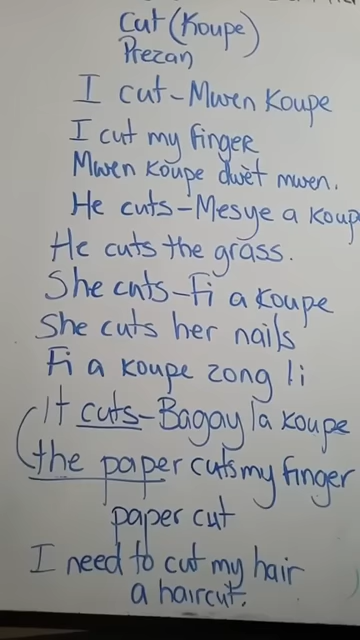 Cut (Koupe)
Prezan
I cut - Mwen Koupe
I cut my finger
Mwen Koupe dwèt mwen.
He cuts - Mesye a koup
He cuts the grass.
She cuts - Fi a koupe
She cuts her nails
Fi a koupe zong li
It cuts - Bagay la koupe
the paper cuts my finger
paper cut
I need to cut my hair
a haircut.